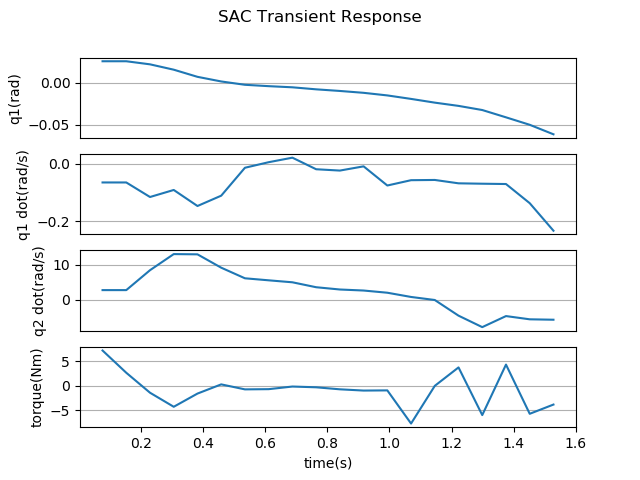 SAC Transient Response
0.00
−0.05
q1(rad)
0.0
−0.2
q1 dot(rad/s)
10
0
q2 dot(rad/s)
5
0
−5
torque(Nm)
0.2 0.4 0.6 0.8 1.0 1.2 1.4 1.6
time(s)